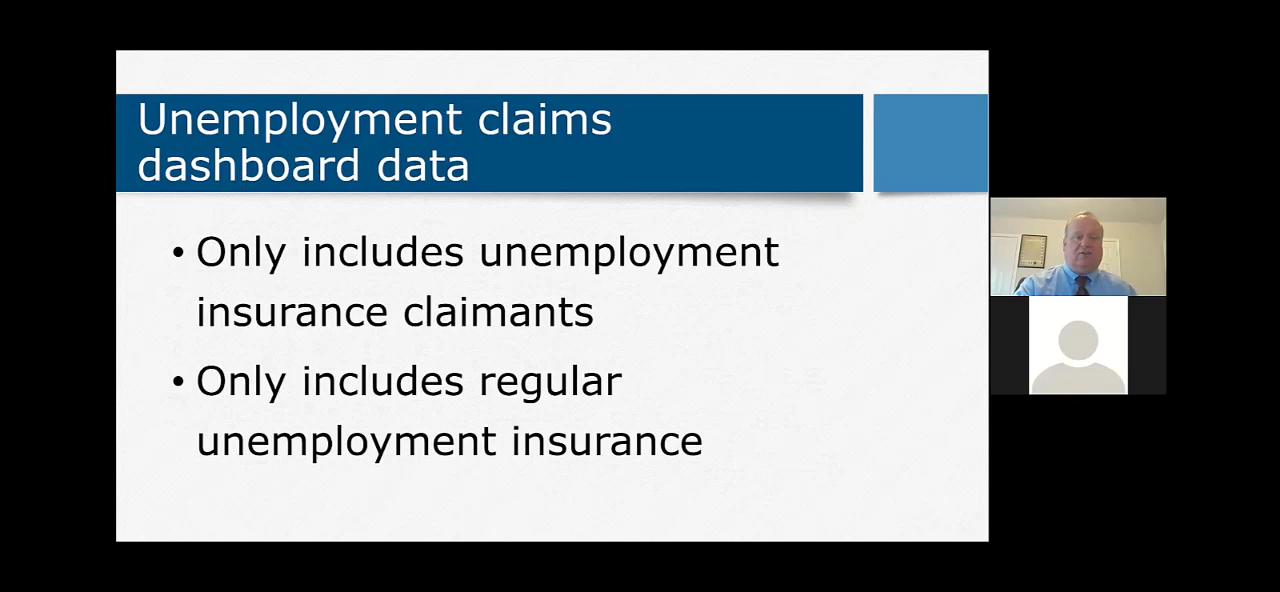 Unemployment claims
dashboard data
• Only includes unemployment
insurance claimants
• Only includes regular
unemployment insurance